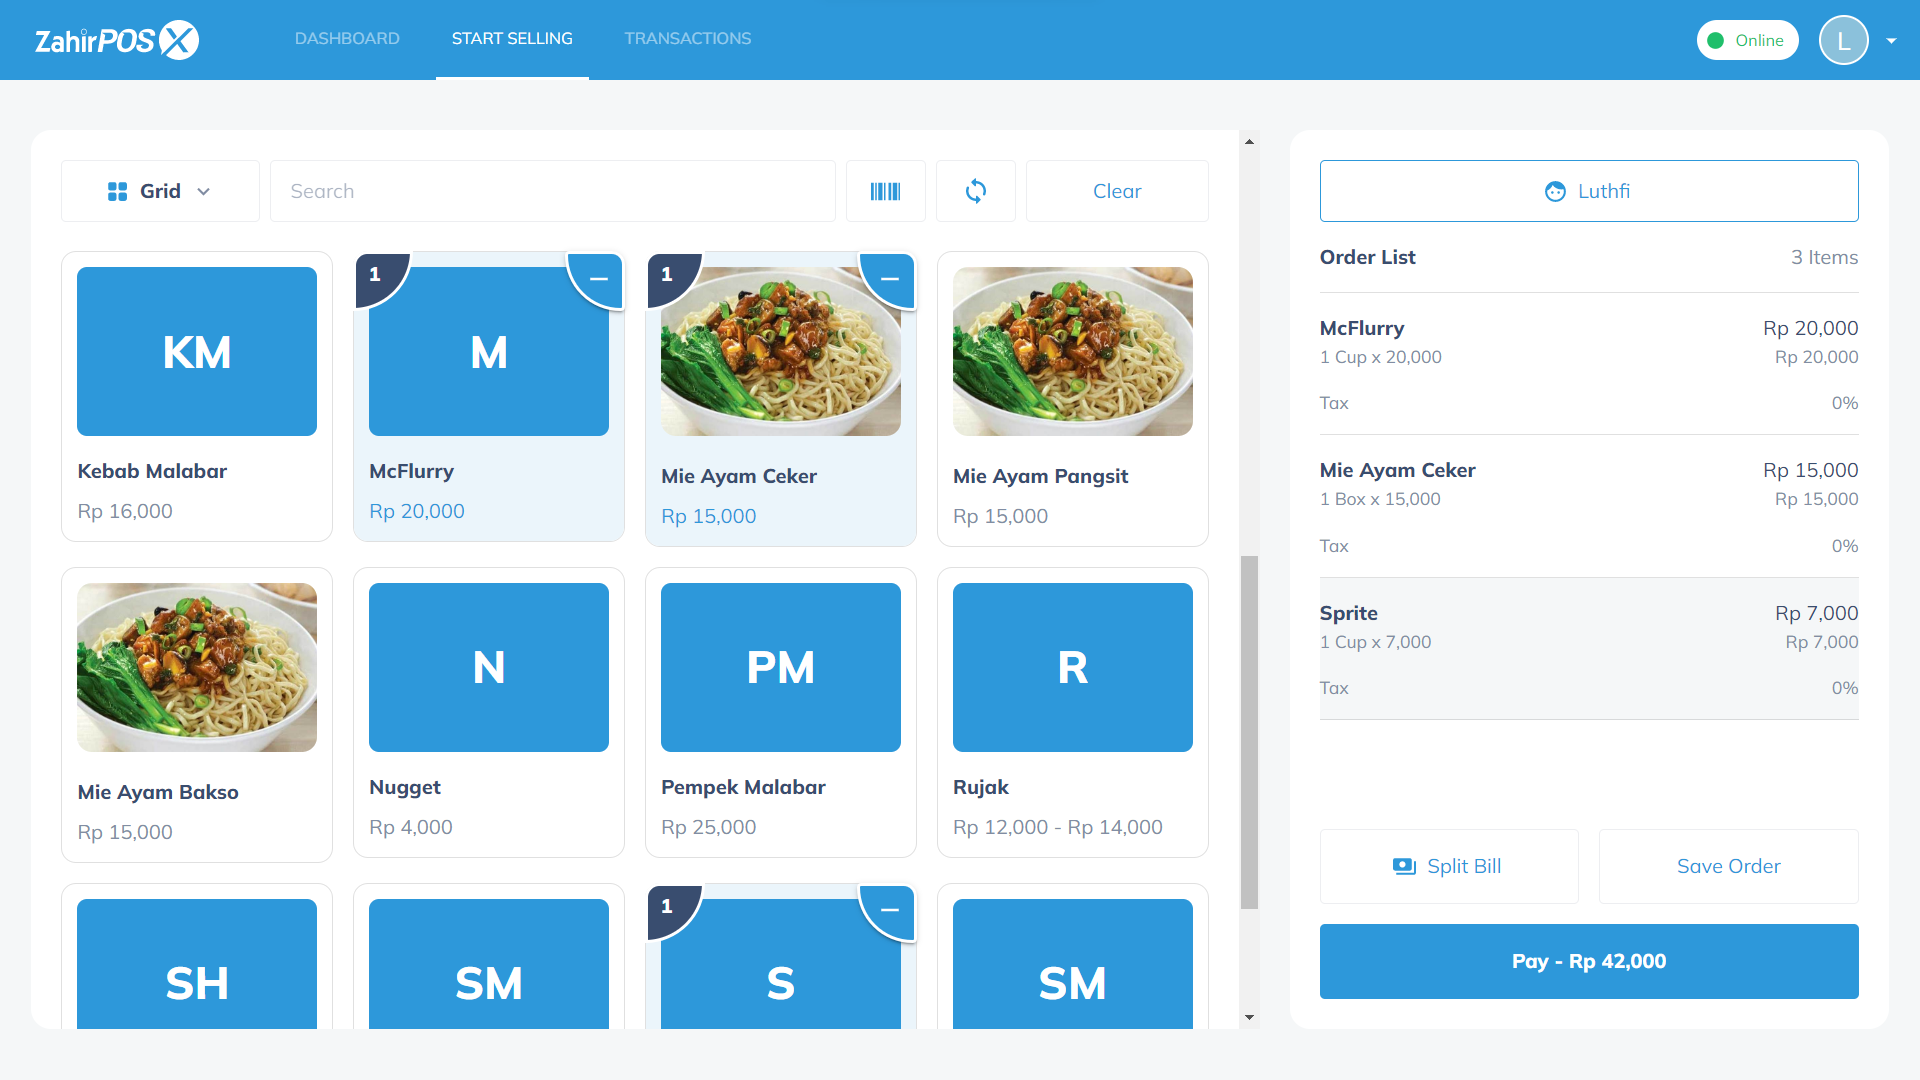 ZahirPOS X
DASHBOARD
START SELLING
TRANSACTIONS
Online
L
Grid
Search
Clear
KM
Kebab Malabar
Rp 16,000
1
M
McFlurry
Rp 20,000
1
Mie Ayam Ceker
Rp 15,000
Mie Ayam Pangsit
Rp 15,000
Mie Ayam Bakso
Rp 15,000
N
Nugget
Rp 4,000
PM
Pempek Malabar
Rp 25,000
R
Rujak
Rp 12,000 - Rp 14,000
SH
SM
1
S
SM
Luthfi
Order List 3 Items
McFlurry Rp 20,000
1 Cup x 20,000 Rp 20,000
Tax 0%
Mie Ayam Ceker Rp 15,000
1 Box x 15,000 Rp 15,000
Tax 0%
Sprite Rp 7,000
1 Cup x 7,000 Rp 7,000
Tax 0%
Split Bill
Save Order
Pay - Rp 42,000